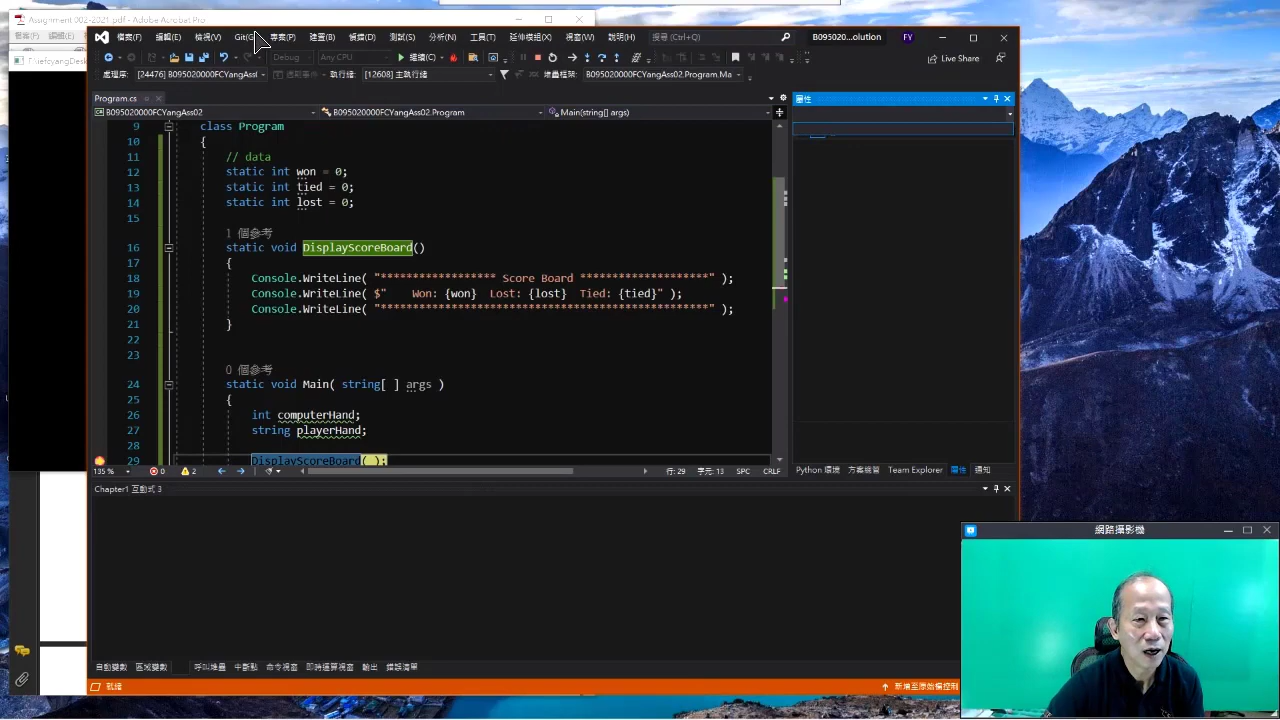 Assignment 002-2021.pdf - Adobe Acrobat Pro
檔案(F) 編輯(E) 檢視(V) Git(G) 專案(P) 建置(B) 偵錯(D) 測試(S) 分析(N) 工具(T) 延伸模組(X) 視窗(W) 說明(H) 搜尋 (Ctrl+Q) B095020...olution FY
Debug Any CPU 繼續(C) Live Share
處理序: [24476] B095020000FCYangAssI 執行緒: [12608] 主執行緒 堆疊框架: B095020000FCYangAss02.Program.Ma
Program.cs
B095020000FCYangAss02 B095020000FCYangAss02.Program Main(string[] args)
屬性
9 class Program
10 {
11 // data
12 static int won = 0;
13 static int tied = 0;
14 static int lost = 0;
15
1 個參考
16 static void DisplayScoreBoard()
17 {
18 Console.WriteLine( "****************** Score Board ********************" );
19 Console.WriteLine( $" Won: {won} Lost: {lost} Tied: {tied}" );
20 Console.WriteLine( "***************************************************" );
21 }
22
23
0 個參考
24 static void Main( string[ ] args )
25 {
26 int computerHand;
27 string playerHand;
28
29 DisplayScoreBoard( );
135 % 0 2 行: 29 字元: 13 SPC CRLF
Python 環境 方案總管 Team Explorer 屬性 通知
Chapter1 互動式 3
網路攝影機
自動變數 區域變數 呼叫堆疊 中斷點 命令視窗 即時運算視窗 輸出 錯誤清單
就緒 新增至原始檔控制